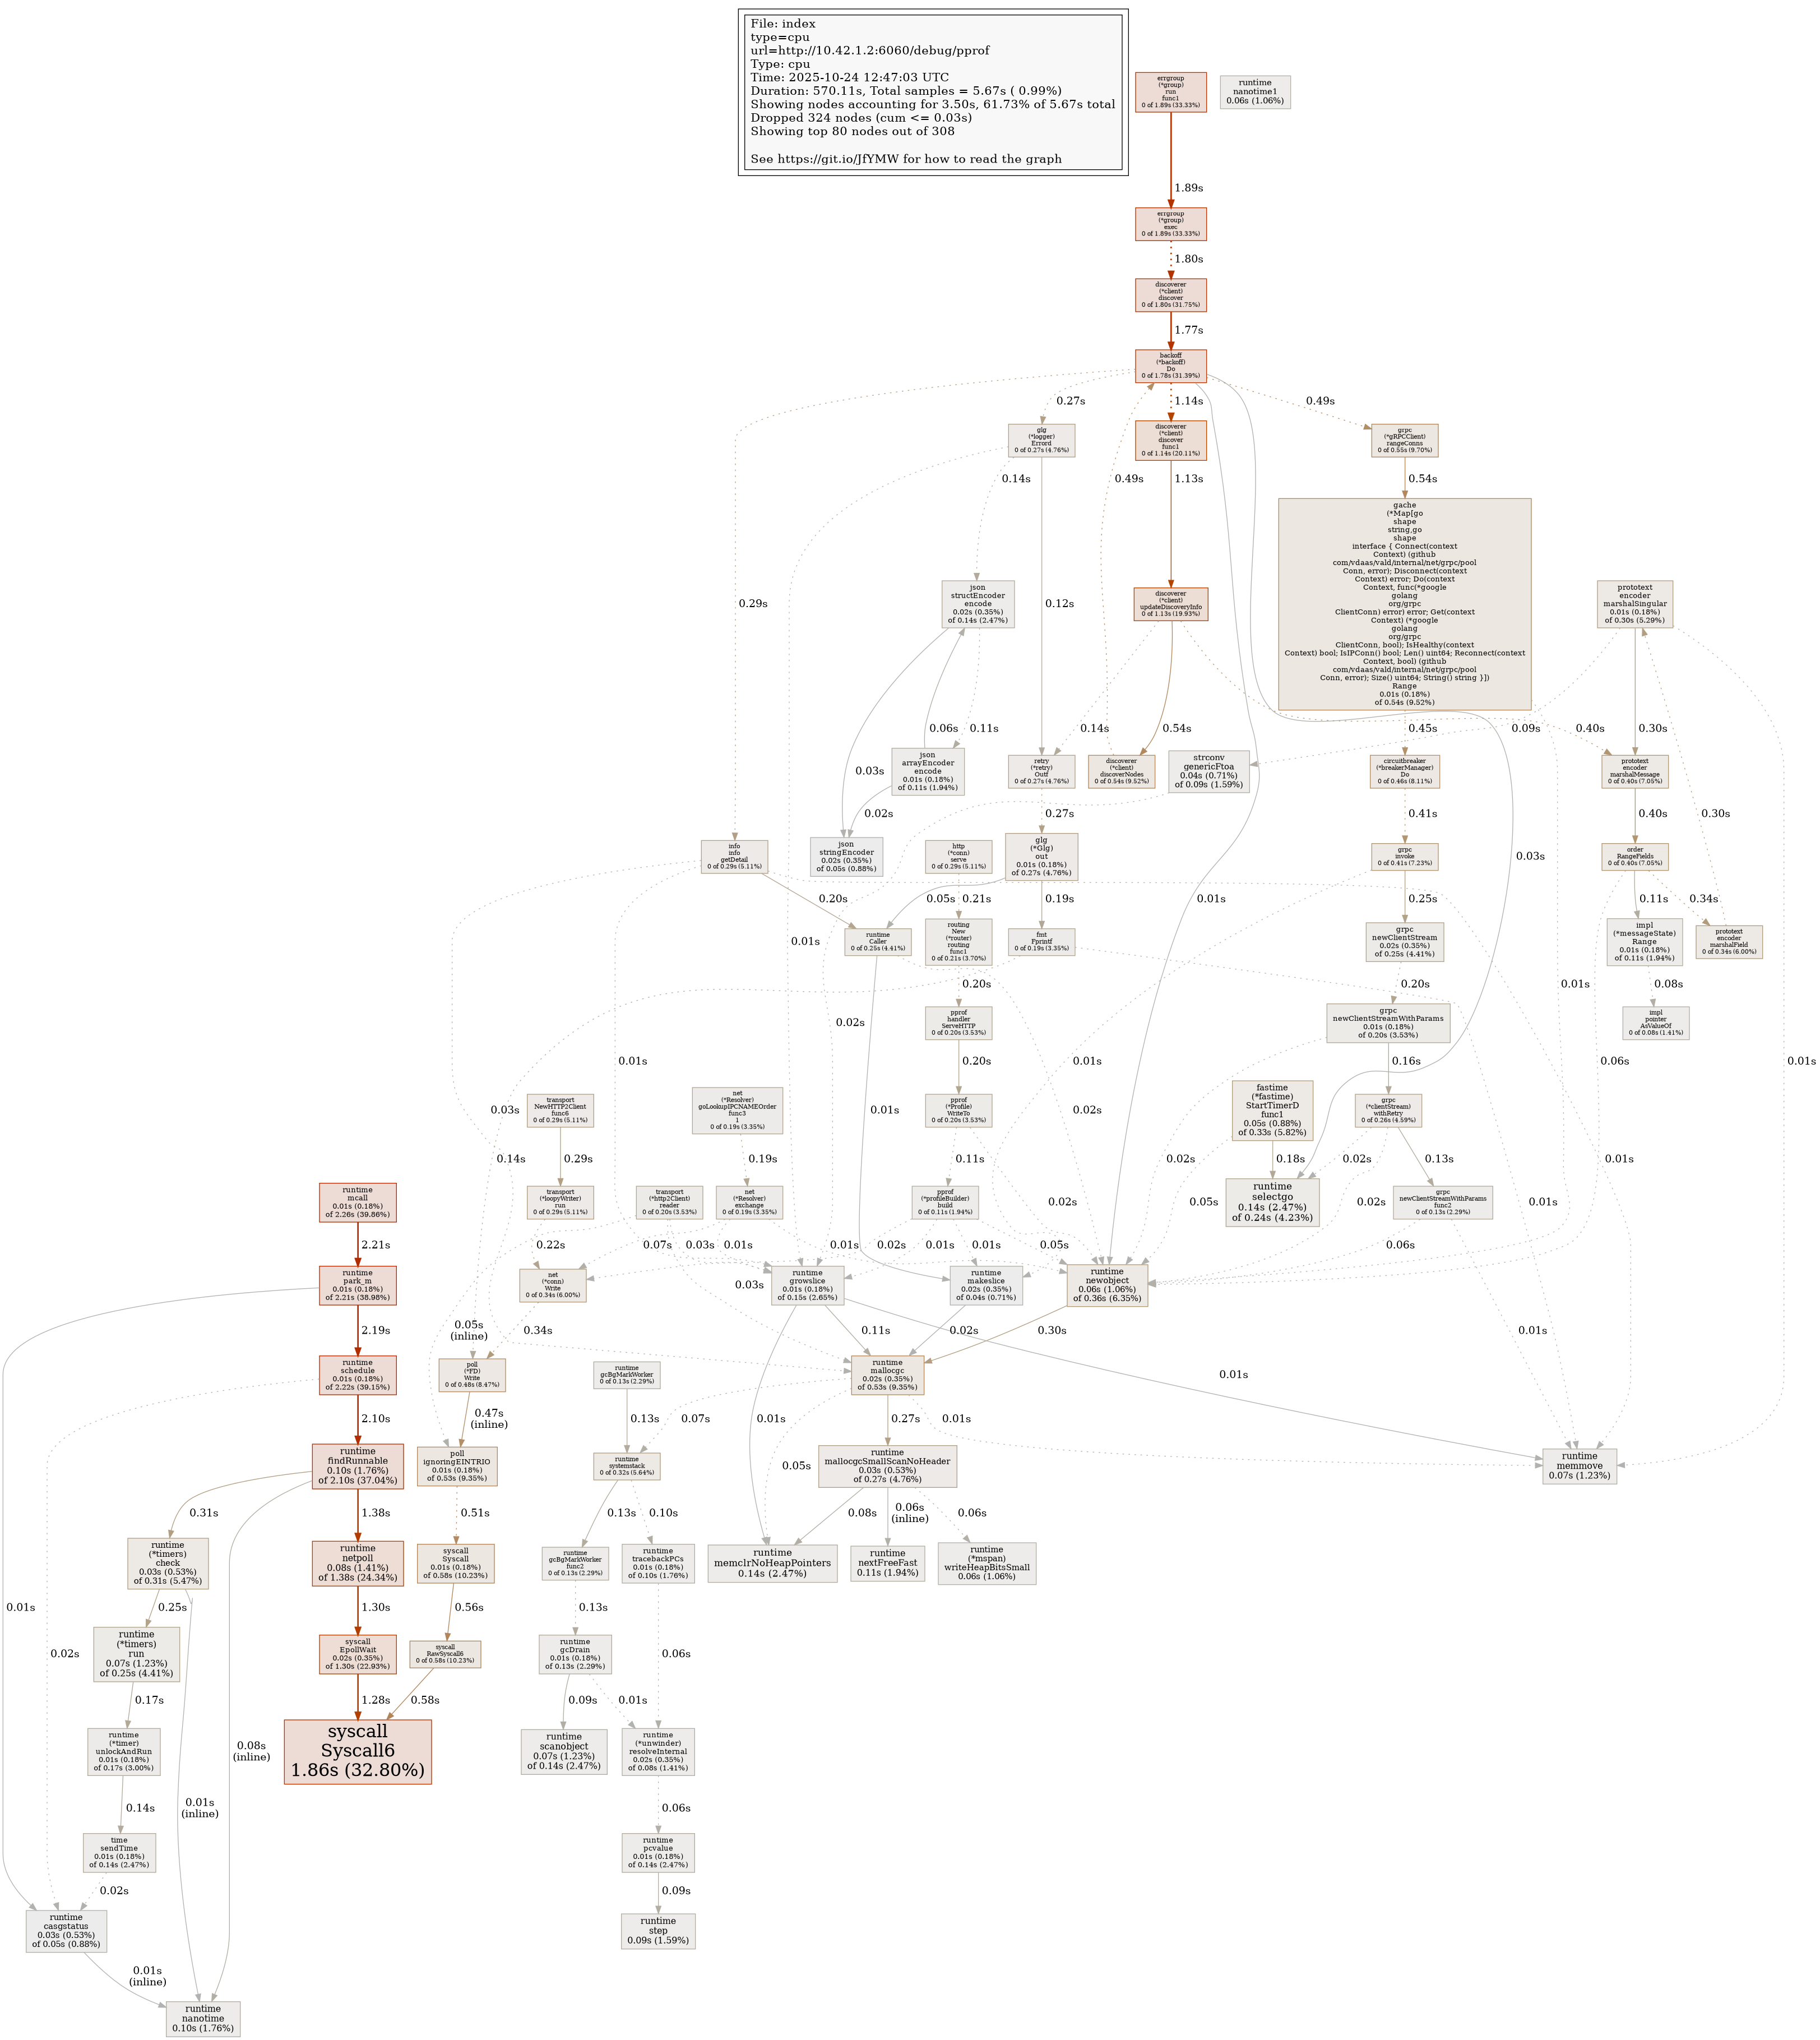 File: index
type=cpu
url=http://10.42.1.2:6060/debug/pprof
Type: cpu
Time: 2025-10-24 12:47:03 UTC
Duration: 570.11s, Total samples = 5.67s ( 0.99%)
Showing nodes accounting for 3.50s, 61.73% of 5.67s total
Dropped 324 nodes (cum <= 0.03s)
Showing top 80 nodes out of 308
See https://git.io/JfYMW for how to read the graph
errgroup
(*group)
run
func1
0 of 1.89s (33.33%)
runtime
nanotime1
0.06s (1.06%)
1.89s
errgroup
(*group)
exec
0 of 1.89s (33.33%)
1.80s
discoverer
(*client)
discover
0 of 1.80s (31.75%)
1.77s
backoff
(*backoff)
Do
0 of 1.78s (31.39%)
0.27s
1.14s
0.49s
glg
(*logger)
Errord
0 of 0.27s (4.76%)
discoverer
(*client)
discover
func1
0 of 1.14s (20.11%)
grpc
(*gRPCClient)
rangeConns
0 of 0.55s (9.70%)
0.14s
0.49s
1.13s
0.54s
gache
(*Map[go
shape
string,go
shape
interface { Connect(context
Context) (github
com/vdaas/vald/internal/net/grpc/pool
Conn, error); Disconnect(context
Context) error; Do(context
Context, func(*google
golang
org/grpc
ClientConn) error) error; Get(context
Context) (*google
golang
org/grpc
ClientConn, bool); IsHealthy(context
Context) bool; IsIPConn() bool; Len() uint64; Reconnect(context
Context, bool) (github
com/vdaas/vald/internal/net/grpc/pool
Conn, error); Size() uint64; String() string }])
Range
0.01s (0.18%)
of 0.54s (9.52%)
0.29s
json
structEncoder
encode
0.02s (0.35%)
of 0.14s (2.47%)
0.12s
discoverer
(*client)
updateDiscoveryInfo
0 of 1.13s (19.93%)
prototext
encoder
marshalSingular
0.01s (0.18%)
of 0.30s (5.29%)
0.03s
0.06s
0.11s
0.14s
0.54s
0.45s
0.09s
0.40s
0.30s
json
arrayEncoder
encode
0.01s (0.18%)
of 0.11s (1.94%)
retry
(*retry)
Outf
0 of 0.27s (4.76%)
discoverer
(*client)
discoverNodes
0 of 0.54s (9.52%)
strconv
genericFtoa
0.04s (0.71%)
of 0.09s (1.59%)
circuitbreaker
(*breakerManager)
Do
0 of 0.46s (8.11%)
prototext
encoder
marshalMessage
0 of 0.40s (7.05%)
0.02s
0.27s
0.41s
0.40s
0.30s
info
info
getDetail
0 of 0.29s (5.11%)
json
stringEncoder
0.02s (0.35%)
of 0.05s (0.88%)
http
(*conn)
serve
0 of 0.29s (5.11%)
glg
(*Glg)
out
0.01s (0.18%)
of 0.27s (4.76%)
grpc
invoke
0 of 0.41s (7.23%)
order
RangeFields
0 of 0.40s (7.05%)
0.03s
0.20s
0.05s
0.21s
0.19s
0.25s
0.11s
0.34s
0.01s
runtime
Caller
0 of 0.25s (4.41%)
routing
New
(*router)
routing
func1
0 of 0.21s (3.70%)
fmt
Fprintf
0 of 0.19s (3.35%)
grpc
newClientStream
0.02s (0.35%)
of 0.25s (4.41%)
impl
(*messageState)
Range
0.01s (0.18%)
of 0.11s (1.94%)
prototext
encoder
marshalField
0 of 0.34s (6.00%)
0.20s
0.20s
0.01s
0.08s
0.02s
pprof
handler
ServeHTTP
0 of 0.20s (3.53%)
grpc
newClientStreamWithParams
0.01s (0.18%)
of 0.20s (3.53%)
impl
pointer
AsValueOf
0 of 0.08s (1.41%)
0.01s
0.20s
0.01s
0.01s
0.16s
0.06s
0.01s
transport
NewHTTP2Client
func6
0 of 0.29s (5.11%)
net
(*Resolver)
goLookupIPCNAMEOrder
func3
1
0 of 0.19s (3.35%)
pprof
(*Profile)
WriteTo
0 of 0.20s (3.53%)
fastime
(*fastime)
StartTimerD
func1
0.05s (0.88%)
of 0.33s (5.82%)
grpc
(*clientStream)
withRetry
0 of 0.26s (4.59%)
0.03s
0.01s
0.02s
0.14s
0.29s
0.19s
0.11s
0.02s
0.18s
0.02s
0.13s
0.01s
runtime
mcall
0.01s (0.18%)
of 2.26s (39.86%)
transport
(*loopyWriter)
run
0 of 0.29s (5.11%)
transport
(*http2Client)
reader
0 of 0.20s (3.53%)
net
(*Resolver)
exchange
0 of 0.19s (3.35%)
pprof
(*profileBuilder)
build
0 of 0.11s (1.94%)
0.02s
0.05s
runtime
selectgo
0.14s (2.47%)
of 0.24s (4.23%)
0.02s
grpc
newClientStreamWithParams
func2
0 of 0.13s (2.29%)
0.01s
2.21s
0.22s
0.07s
0.03s
0.01s
0.01s
0.02s
0.01s
0.01s
0.05s
0.06s
runtime
park_m
0.01s (0.18%)
of 2.21s (38.98%)
net
(*conn)
Write
0 of 0.34s (6.00%)
0.03s
runtime
growslice
0.01s (0.18%)
of 0.15s (2.65%)
runtime
makeslice
0.02s (0.35%)
of 0.04s (0.71%)
runtime
newobject
0.06s (1.06%)
of 0.36s (6.35%)
2.19s
0.05s
(inline)
0.34s
0.11s
0.02s
0.30s
0.01s
runtime
schedule
0.01s (0.18%)
of 2.22s (39.15%)
poll
(*FD)
Write
0 of 0.48s (8.47%)
runtime
gcBgMarkWorker
0 of 0.13s (2.29%)
runtime
mallocgc
0.02s (0.35%)
of 0.53s (9.35%)
0.01s
2.10s
0.47s
(inline)
0.13s
0.07s
0.01s
0.27s
0.01s
runtime
findRunnable
0.10s (1.76%)
of 2.10s (37.04%)
poll
ignoringEINTRIO
0.01s (0.18%)
of 0.53s (9.35%)
runtime
systemstack
0 of 0.32s (5.64%)
0.05s
runtime
mallocgcSmallScanNoHeader
0.03s (0.53%)
of 0.27s (4.76%)
runtime
memmove
0.07s (1.23%)
0.31s
1.38s
0.51s
0.13s
0.10s
0.08s
0.06s
(inline)
0.06s
runtime
(*timers)
check
0.03s (0.53%)
of 0.31s (5.47%)
runtime
netpoll
0.08s (1.41%)
of 1.38s (24.34%)
syscall
Syscall
0.01s (0.18%)
of 0.58s (10.23%)
runtime
gcBgMarkWorker
func2
0 of 0.13s (2.29%)
runtime
tracebackPCs
0.01s (0.18%)
of 0.10s (1.76%)
runtime
memclrNoHeapPointers
0.14s (2.47%)
runtime
nextFreeFast
0.11s (1.94%)
runtime
(*mspan)
writeHeapBitsSmall
0.06s (1.06%)
0.01s
0.25s
1.30s
0.56s
0.13s
0.02s
runtime
(*timers)
run
0.07s (1.23%)
of 0.25s (4.41%)
syscall
EpollWait
0.02s (0.35%)
of 1.30s (22.93%)
syscall
RawSyscall6
0 of 0.58s (10.23%)
runtime
gcDrain
0.01s (0.18%)
of 0.13s (2.29%)
0.06s
0.17s
1.28s
0.58s
0.09s
0.01s
runtime
(*timer)
unlockAndRun
0.01s (0.18%)
of 0.17s (3.00%)
0.08s
(inline)
syscall
Syscall6
1.86s (32.80%)
runtime
scanobject
0.07s (1.23%)
of 0.14s (2.47%)
runtime
(*unwinder)
resolveInternal
0.02s (0.35%)
of 0.08s (1.41%)
0.14s
0.01s
(inline)
0.06s
time
sendTime
0.01s (0.18%)
of 0.14s (2.47%)
runtime
pcvalue
0.01s (0.18%)
of 0.14s (2.47%)
0.02s
0.09s
runtime
casgstatus
0.03s (0.53%)
of 0.05s (0.88%)
runtime
step
0.09s (1.59%)
0.01s
(inline)
runtime
nanotime
0.10s (1.76%)